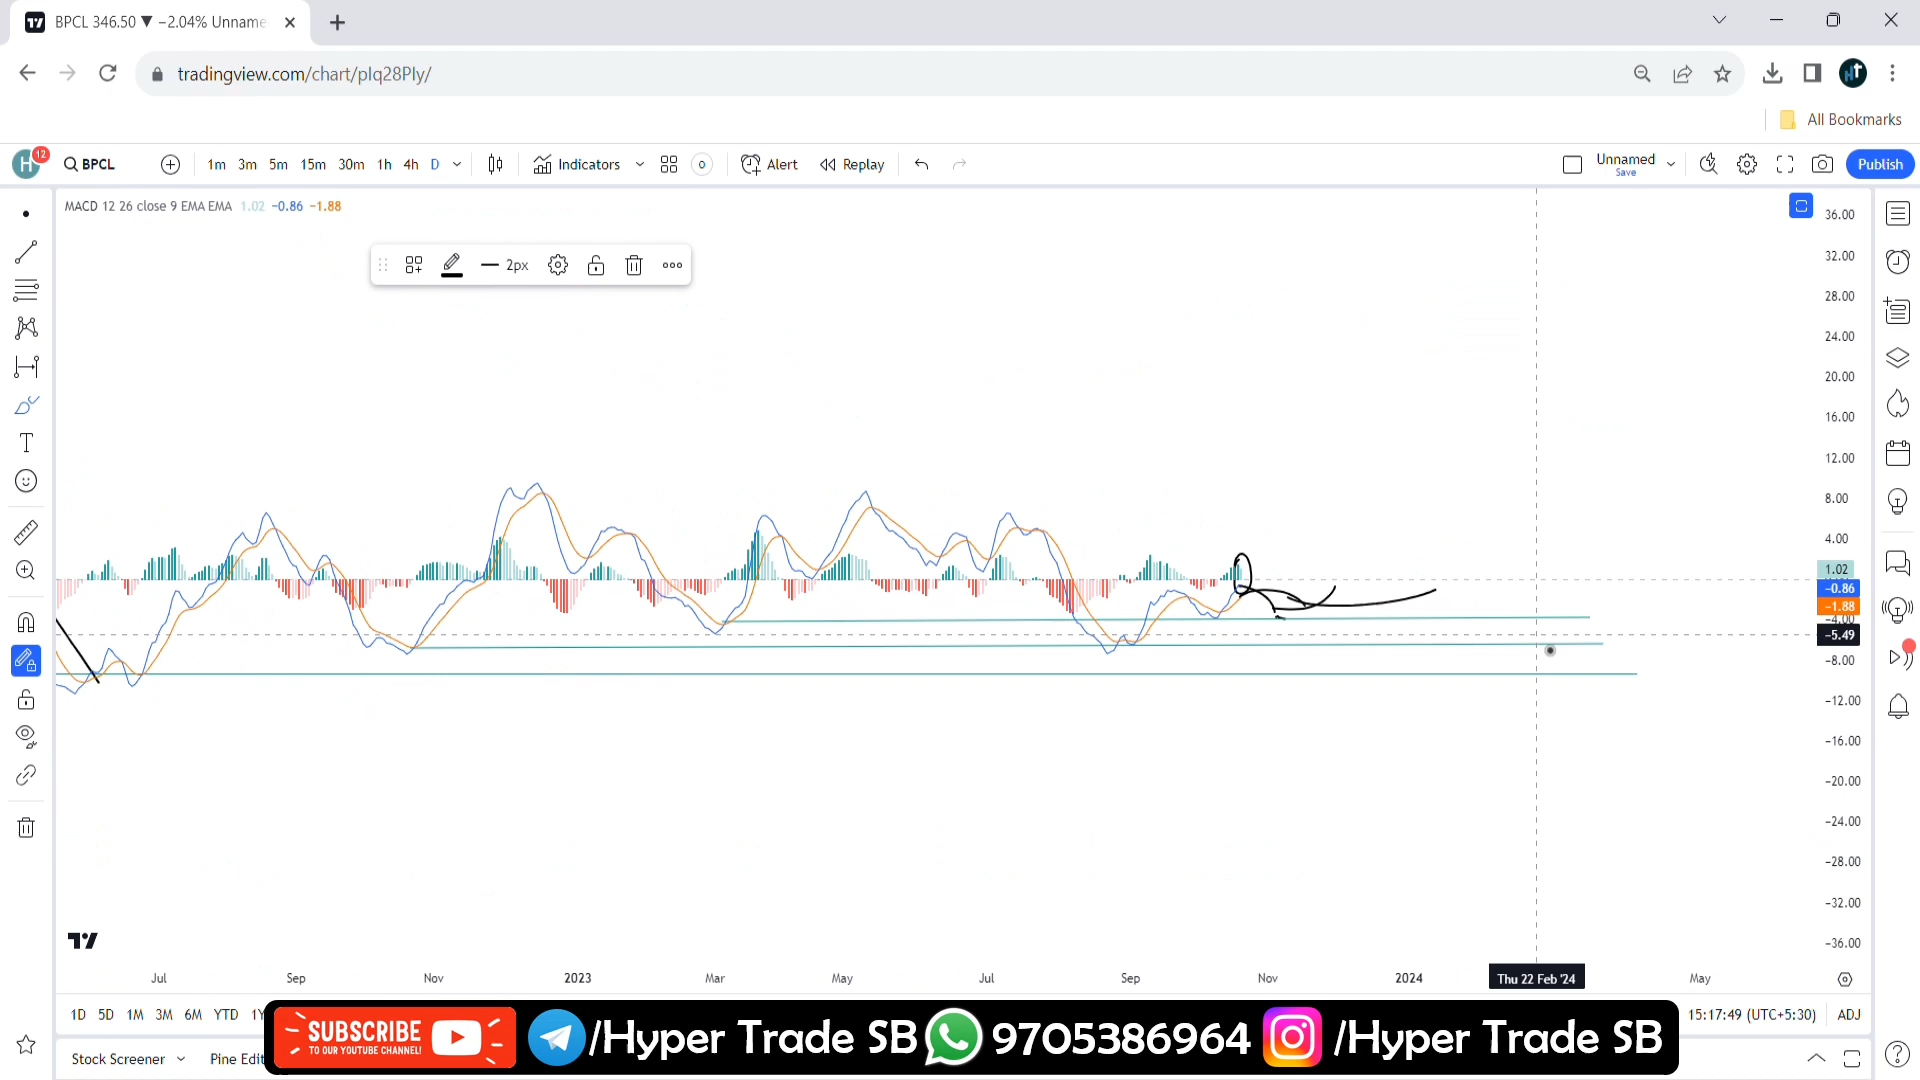 BPCL 346.50 ▼ −2.04% Unname
tradingview.com/chart/pIq28PIy/
All Bookmarks
H 12 BPCL 1m 3m 5m 15m 30m 1h 4h D Indicators Alert Replay Unnamed Save Publish
MACD 12 26 close 9 EMA EMA 1.02 −0.86 −1.88
2px
36.00
32.00
28.00
24.00
20.00
16.00
12.00
8.00
4.00
1.02
−0.86
−1.88
−4.00
−5.49
−8.00
−12.00
−16.00
−20.00
−24.00
−28.00
−32.00
−36.00
Jul Sep Nov 2023 Mar May Jul Sep Nov 2024 Thu 22 Feb '24 May
1D 5D 1M 3M 6M YTD 1Y 15:17:49 (UTC+5:30) ADJ
SUBSCRIBE
TO OUR YOUTUBE CHANNEL!
/Hyper Trade SB 9705386964 /Hyper Trade SB
Stock Screener Pine Edit